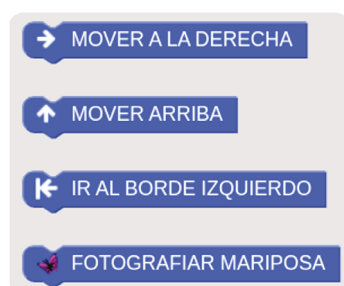 MOVER A LA DERECHA
MOVER ARRIBA
IR AL BORDE IZQUIERDO
FOTOGRAFIAR MARIPOSA